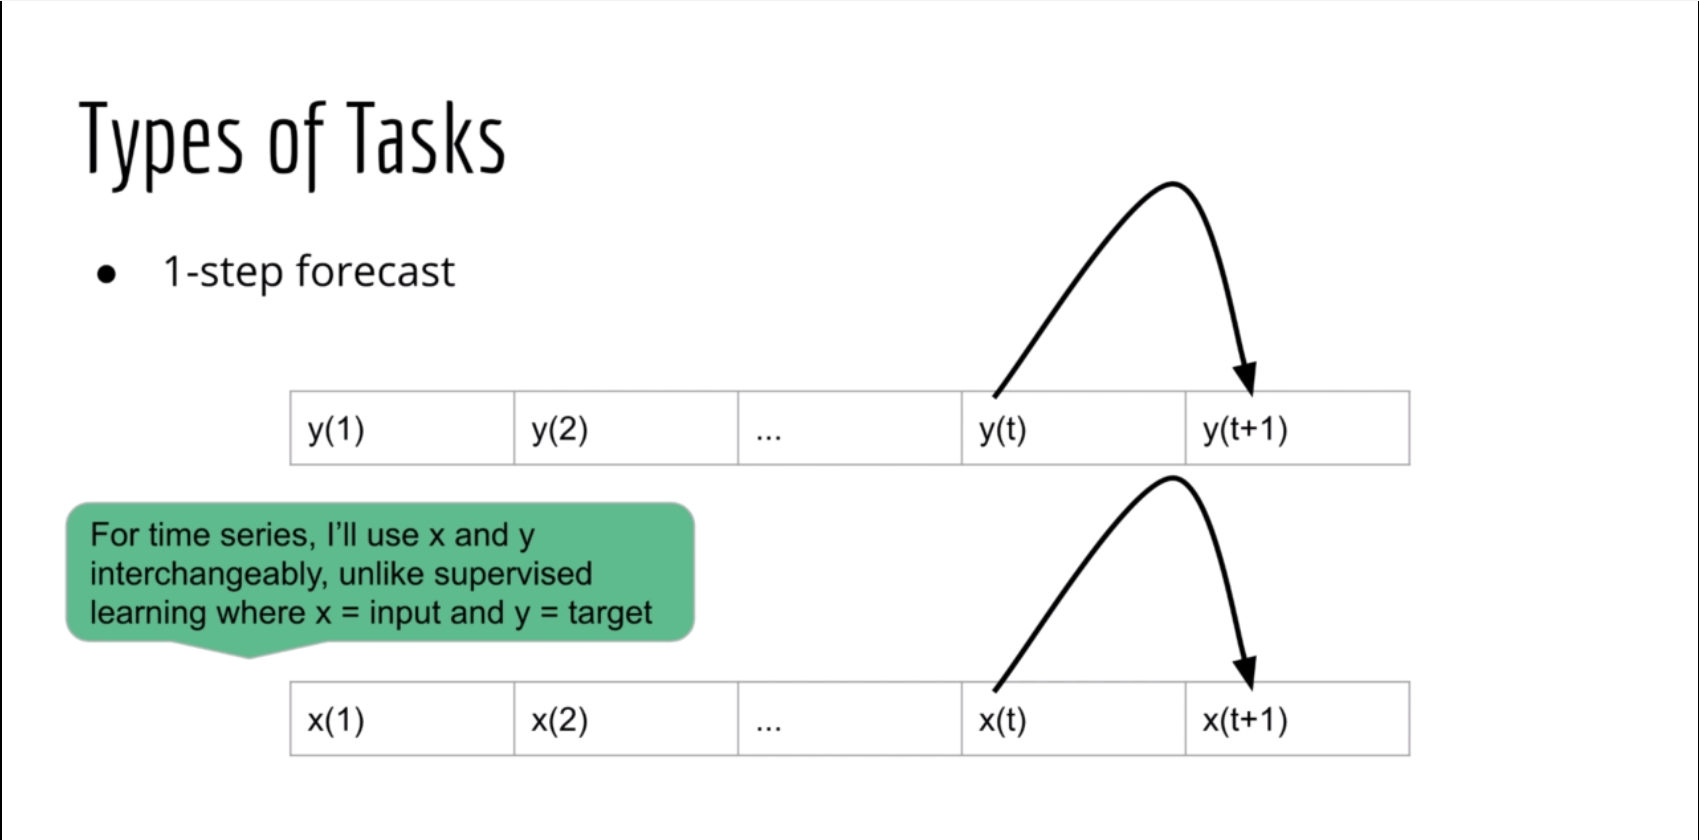 Types of Tasks
● 1-step forecast
y(1) y(2) ... y(t) y(t+1)
For time series, I’ll use x and y
interchangeably, unlike supervised
learning where x = input and y = target
x(1) x(2) ... x(t) x(t+1)